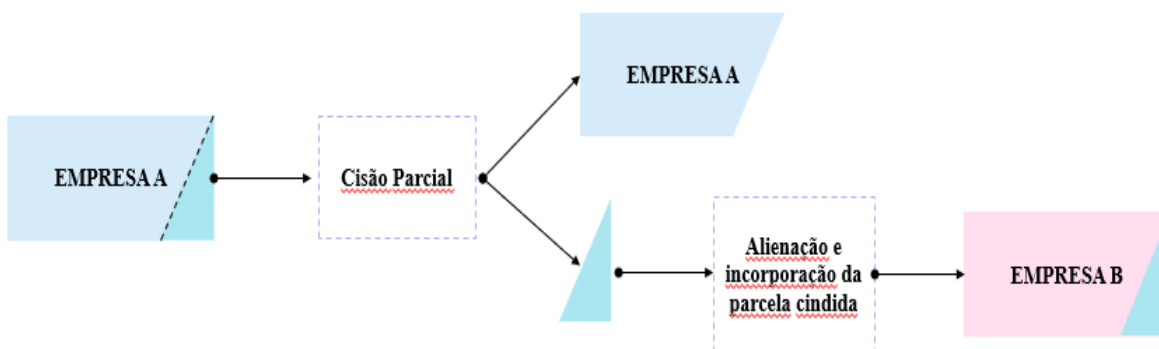 EMPRESA A
EMPRESA A
Cisão Parcial
Alienação e
incorporação da
parcela cindida
EMPRESA B